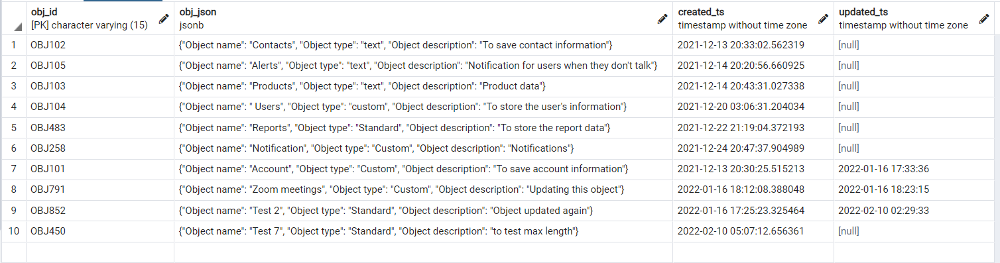 obj_id obj_json created_ts updated_ts
[PK] character varying (15) jsonb timestamp without time zone timestamp without time zone
1 OBJ102 {"Object name": "Contacts", "Object type": "text", "Object description": "To save contact information"} 2021-12-13 20:33:02.562319 [null]
2 OBJ105 {"Object name": "Alerts", "Object type": "text", "Object description": "Notification for users when they don't talk"} 2021-12-14 20:20:56.660925 [null]
3 OBJ103 {"Object name": "Products", "Object type": "text", "Object description": "Product data"} 2021-12-14 20:43:31.027338 [null]
4 OBJ104 {"Object name": " Users", "Object type": "custom", "Object description": "To store the user's information"} 2021-12-20 03:06:31.204034 [null]
5 OBJ483 {"Object name": "Reports", "Object type": "Standard", "Object description": "To store the report data"} 2021-12-22 21:19:04.372193 [null]
6 OBJ258 {"Object name": "Notification", "Object type": "Custom", "Object description": "Notifications"} 2021-12-24 20:47:37.904989 [null]
7 OBJ101 {"Object name": "Account", "Object type": "Custom", "Object description": "To save account information"} 2021-12-13 20:30:25.515213 2022-01-16 17:33:36
8 OBJ791 {"Object name": "Zoom meetings", "Object type": "Custom", "Object description": "Updating this object"} 2022-01-16 18:12:08.388048 2022-01-16 18:23:15
9 OBJ852 {"Object name": "Test 2", "Object type": "Standard", "Object description": "Object updated again"} 2022-01-16 17:25:23.325464 2022-02-10 02:29:33
10 OBJ450 {"Object name": "Test 7", "Object type": "Standard", "Object description": "to test max length"} 2022-02-10 05:07:12.656361 [null]